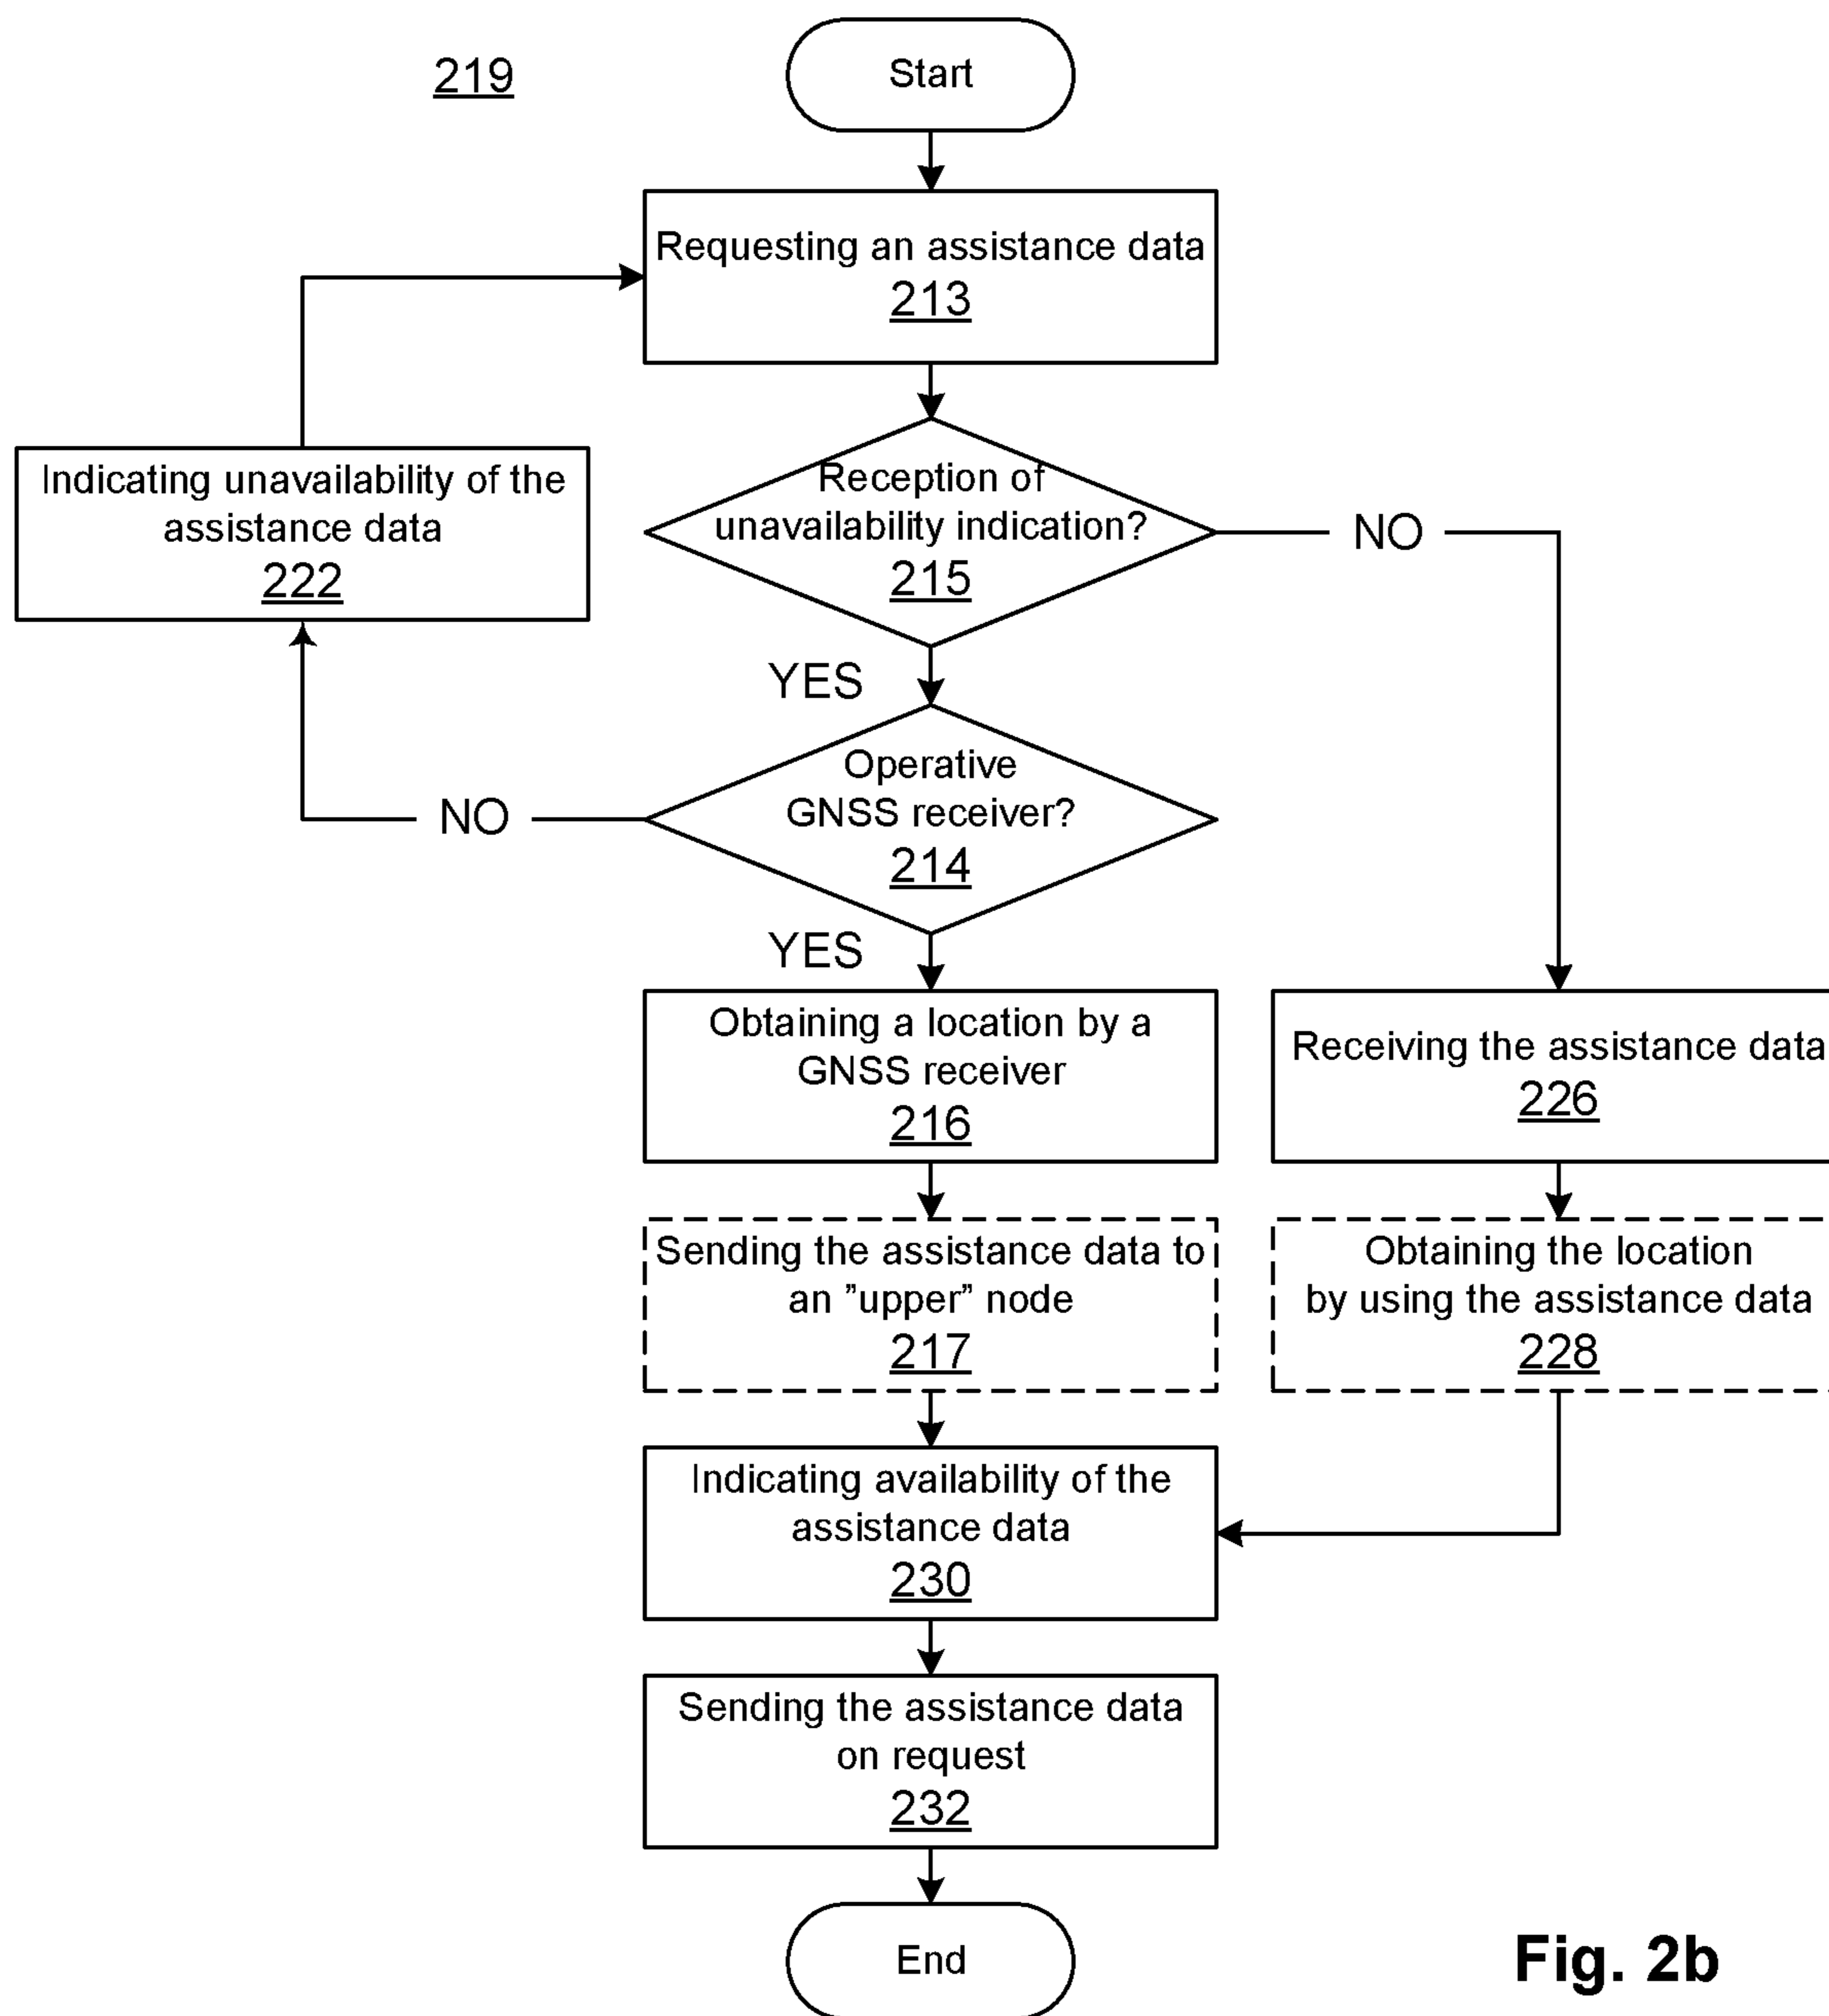 219
Start
Requesting an assistance data
213
Indicating unavailability of the
assistance data
222
Reception of
unavailability indication?
215
NO
YES
Operative
GNSS receiver?
214
NO
YES
Obtaining a location by a
GNSS receiver
216
Receiving the assistance data
226
Sending the assistance data to
an ”upper” node
217
Obtaining the location
by using the assistance data
228
Indicating availability of the
assistance data
230
Sending the assistance data
on request
232
End
Fig. 2b